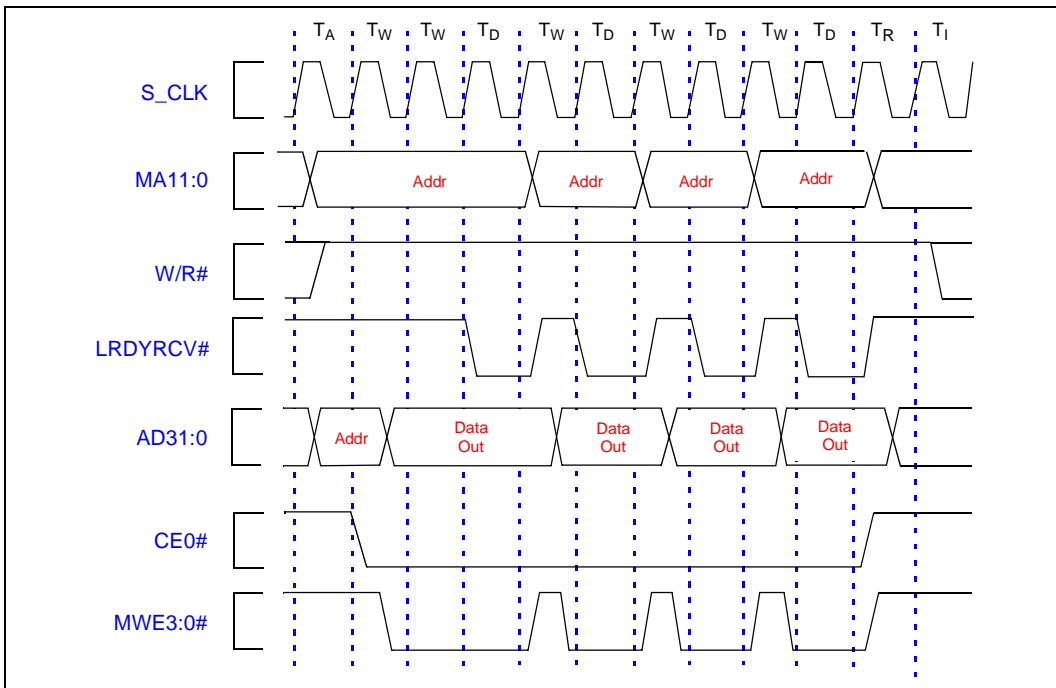 TA TW TW TD TW TD TW TD TW TD TR TI
S_CLK
MA11:0
Addr Addr Addr Addr
W/R#
LRDYRCV#
AD31:0
Addr Data Out Data Out Data Out Data Out
CE0#
MWE3:0#